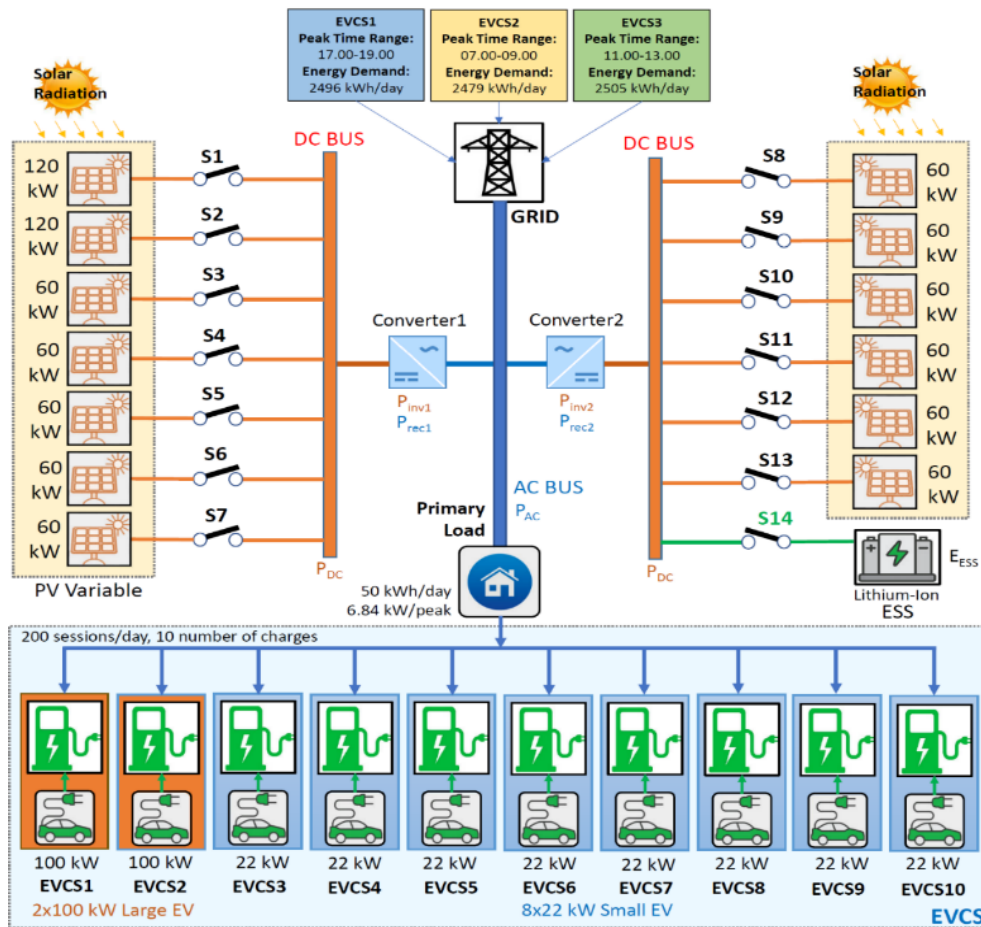 EVCS1
Peak Time Range:
17.00-19.00
Energy Demand:
2496 kWh/day
EVCS2
Peak Time Range:
07.00-09.00
Energy Demand:
2479 kWh/day
EVCS3
Peak Time Range:
11.00-13.00
Energy Demand:
2505 kWh/day
Solar
Radiation
Solar
Radiation
DC BUS
DC BUS
GRID
120
kW
S1
120
kW
S2
60
kW
S3
60
kW
S4
60
kW
S5
60
kW
S6
60
kW
S7
PV Variable
S8
60
kW
S9
60
kW
S10
60
kW
S11
60
kW
S12
60
kW
S13
60
kW
S14
E_ESS
Lithium-Ion
ESS
Converter1
Converter2
P_inv1
P_rec1
P_inv2
P_rec2
AC BUS
P_AC
Primary
Load
P_DC
P_DC
50 kWh/day
6.84 kW/peak
200 sessions/day, 10 number of charges
100 kW
EVCS1
100 kW
EVCS2
22 kW
EVCS3
22 kW
EVCS4
22 kW
EVCS5
22 kW
EVCS6
22 kW
EVCS7
22 kW
EVCS8
22 kW
EVCS9
22 kW
EVCS10
2x100 kW Large EV
8x22 kW Small EV
EVCS